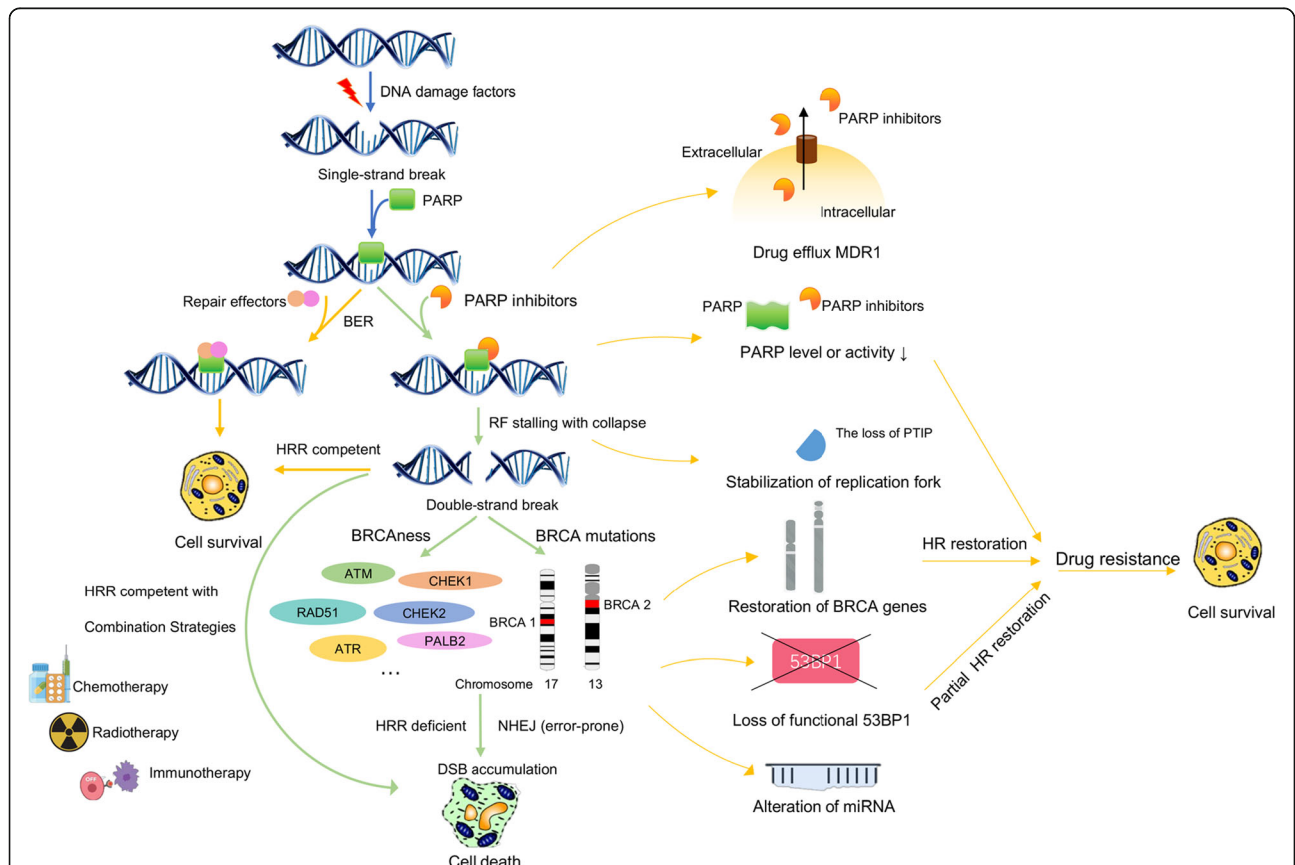 DNA damage factors
Single-strand break
PARP
Repair effectors
BER
PARP inhibitors
RF stalling with collapse
HRR competent
Double-strand break
Cell survival
BRCAness
BRCA mutations
ATM
CHEK1
RAD51
CHEK2
ATR
PALB2
...
BRCA 1
BRCA 2
Chromosome 17 13
HRR competent with
Combination Strategies
Chemotherapy
Radiotherapy
OFF
Immunotherapy
HRR deficient
NHEJ (error-prone)
DSB accumulation
Cell death
PARP inhibitors
Extracellular
Intracellular
Drug efflux MDR1
PARP
PARP inhibitors
PARP level or activity ↓
The loss of PTIP
Stabilization of replication fork
Restoration of BRCA genes
53BP1
Loss of functional 53BP1
Alteration of miRNA
HR restoration
Partial HR restoration
Drug resistance
Cell survival